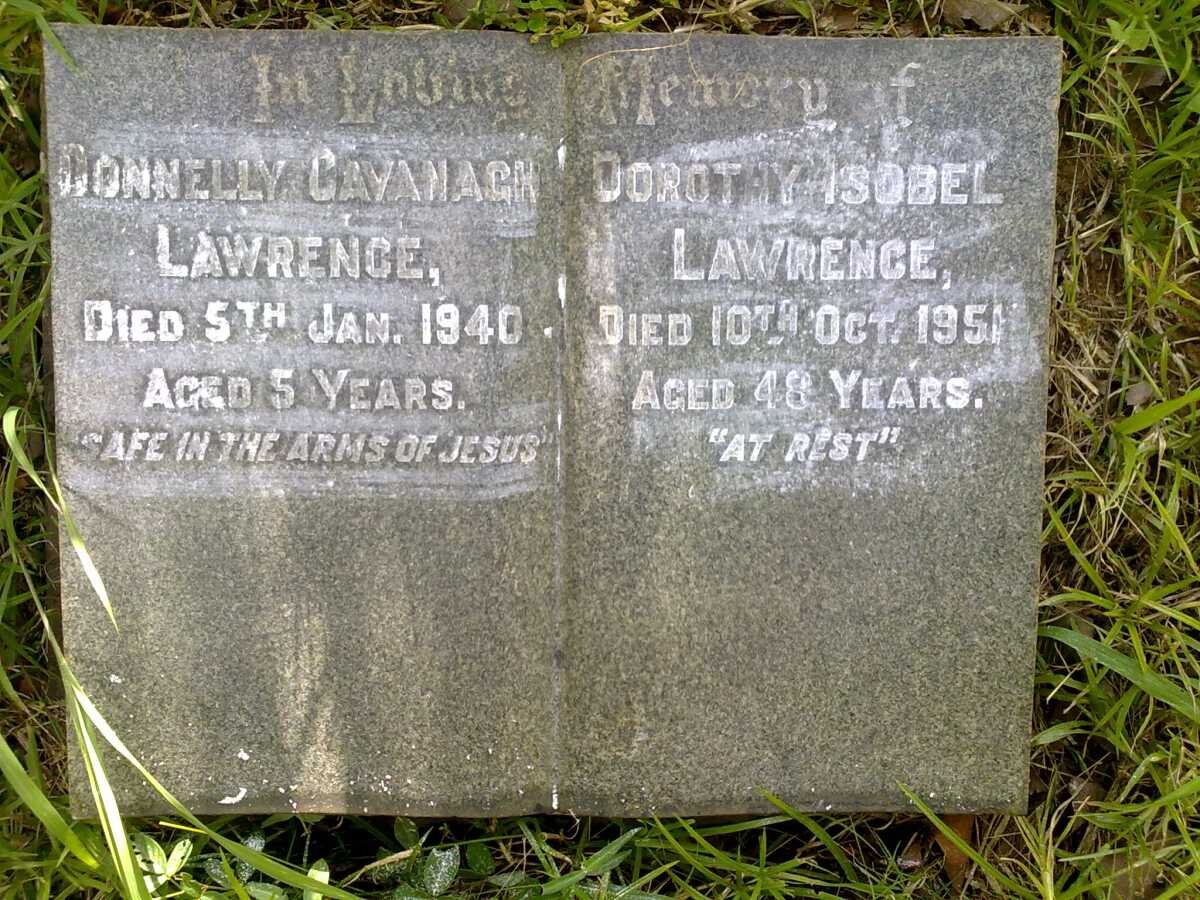 In Loving Memory of
DONNELLY CAVANAGH
LAWRENCE,
DIED 5TH JAN. 1940
AGED 5 YEARS.
"SAFE IN THE ARMS OF JESUS"
DOROTHY ISOBEL
LAWRENCE,
DIED 10TH OCT. 1951
AGED 48 YEARS.
"AT REST"